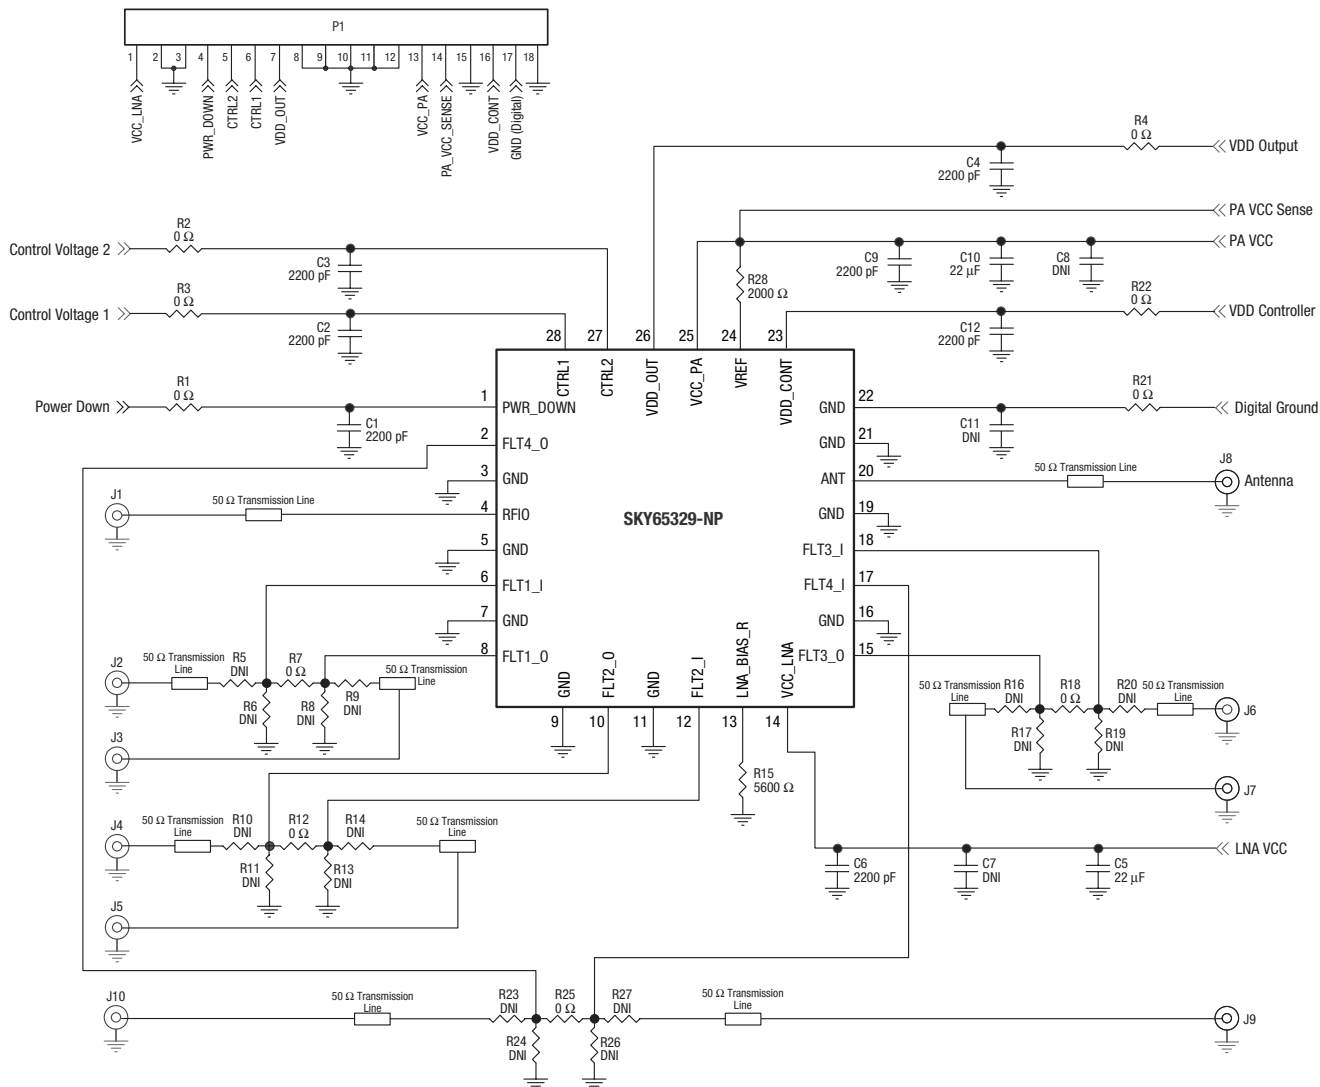 P1
1 2 3 4 5 6 7 8 9 10 11 12 13 14 15 16 17 18
VCC_LNA
PWR_DOWN
CTRL2
CTRL1
VDD_OUT
VCC_PA
PA_VCC_SENSE
VDD_CONT
GND (Digital)
R4
0 Ω
VDD Output
C4
2200 pF
PA VCC Sense
PA VCC
R2
0 Ω
Control Voltage 2
C3
2200 pF
C9
2200 pF
C10
22 µF
C8
DNI
R28
2000 Ω
R3
0 Ω
Control Voltage 1
C2
2200 pF
R22
0 Ω
VDD Controller
C12
2200 pF
28 27 26 25 24 23
CTRL1
CTRL2
VDD_OUT
VCC_PA
VREF
VDD_CONT
R1
0 Ω
Power Down
C1
2200 pF
R21
0 Ω
Digital Ground
C11
DNI
1 PWR_DOWN
2 FLT4_O
3 GND
4 RFIO
5 GND
6 FLT1_I
7 GND
8 FLT1_O
SKY65329-NP
GND 22
GND 21
ANT 20
GND 19
FLT3_I 18
FLT4_I 17
GND 16
FLT3_O 15
J1
50 Ω Transmission Line
50 Ω Transmission Line
J8
Antenna
GND
FLT2_O
GND
FLT2_I
LNA_BIAS_R
VCC_LNA
9 10 11 12 13 14
J2
50 Ω Transmission
Line
R5
DNI
R7
0 Ω
R6
DNI
R8
DNI
R9
DNI
50 Ω Transmission
Line
J3
50 Ω Transmission
Line
R16
DNI
R18
0 Ω
R20
DNI
50 Ω Transmission
Line
J6
R17
DNI
R19
DNI
J7
R15
5600 Ω
J4
50 Ω Transmission
Line
R10
DNI
R12
0 Ω
R14
DNI
50 Ω Transmission
Line
R11
DNI
R13
DNI
J5
LNA VCC
C6
2200 pF
C7
DNI
C5
22 µF
J10
50 Ω Transmission
Line
R23
DNI
R25
0 Ω
R27
DNI
50 Ω Transmission
Line
J9
R24
DNI
R26
DNI